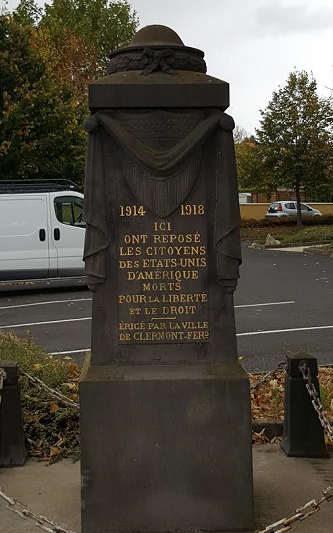 1914 1918
ICI
ONT REPOSÉ
LES CITOYENS
DES ETATS-UNIS
D'AMÉRIQUE
MORTS
POUR LA LIBERTÉ
ET LE DROIT
ÉRIGÉ PAR LA VILLE
DE CLERMONT-FERD